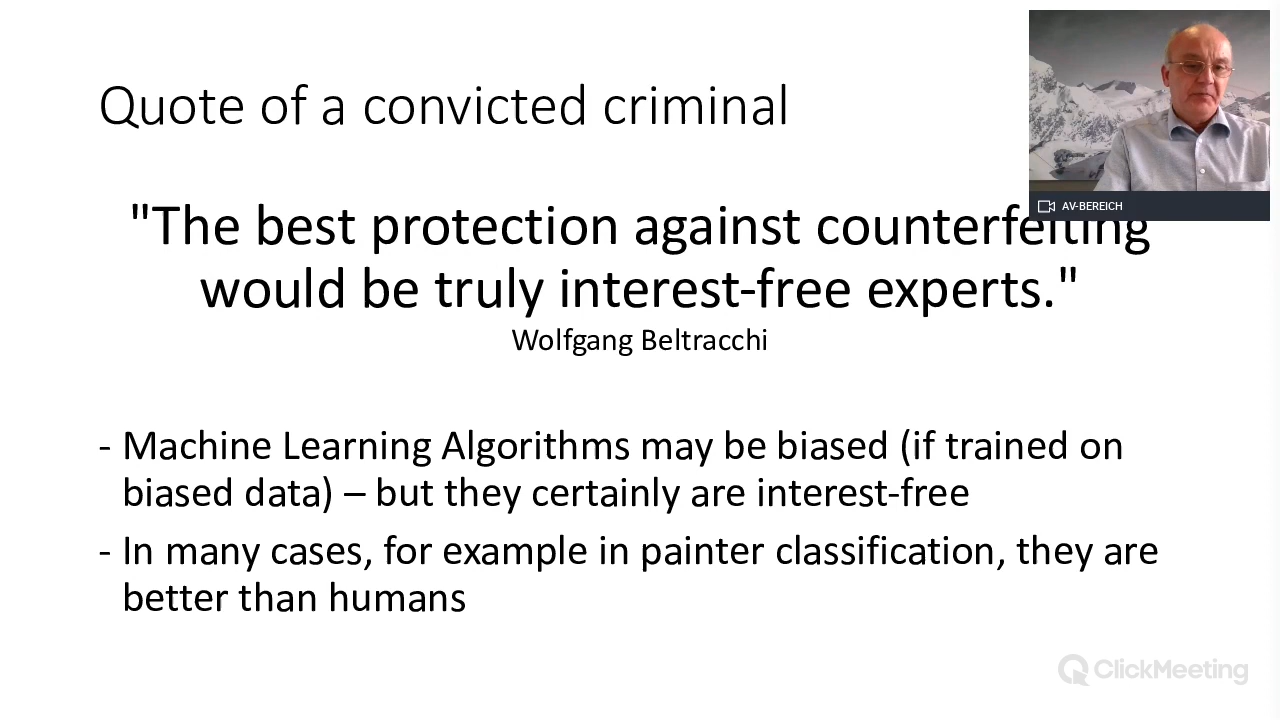 Quote of a convicted criminal
AV-BEREICH
"The best protection against counterfeiting
would be truly interest-free experts."
Wolfgang Beltracchi
- Machine Learning Algorithms may be biased (if trained on
biased data) – but they certainly are interest-free
- In many cases, for example in painter classification, they are
better than humans
ClickMeeting